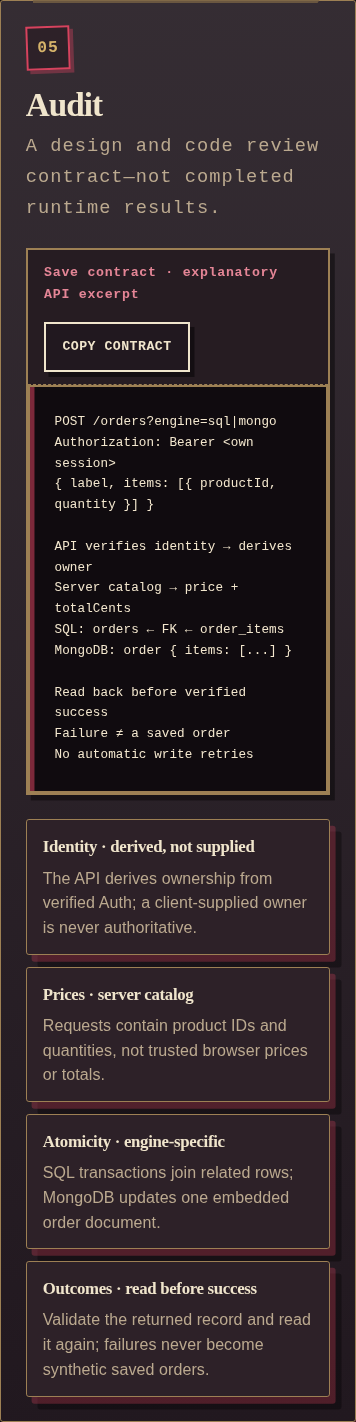 05
Audit
A design and code review
contract—not completed
runtime results.
Save contract · explanatory
API excerpt
COPY CONTRACT
POST /orders?engine=sql|mongo
Authorization: Bearer <own
session>
{ label, items: [{ productId,
quantity }] }
API verifies identity → derives
owner
Server catalog → price +
totalCents
SQL: orders ← FK ← order_items
MongoDB: order { items: [...] }
Read back before verified
success
Failure ≠ a saved order
No automatic write retries
Identity · derived, not supplied
The API derives ownership from
verified Auth; a client-supplied owner
is never authoritative.
Prices · server catalog
Requests contain product IDs and
quantities, not trusted browser prices
or totals.
Atomicity · engine-specific
SQL transactions join related rows;
MongoDB updates one embedded
order document.
Outcomes · read before success
Validate the returned record and read
it again; failures never become
synthetic saved orders.